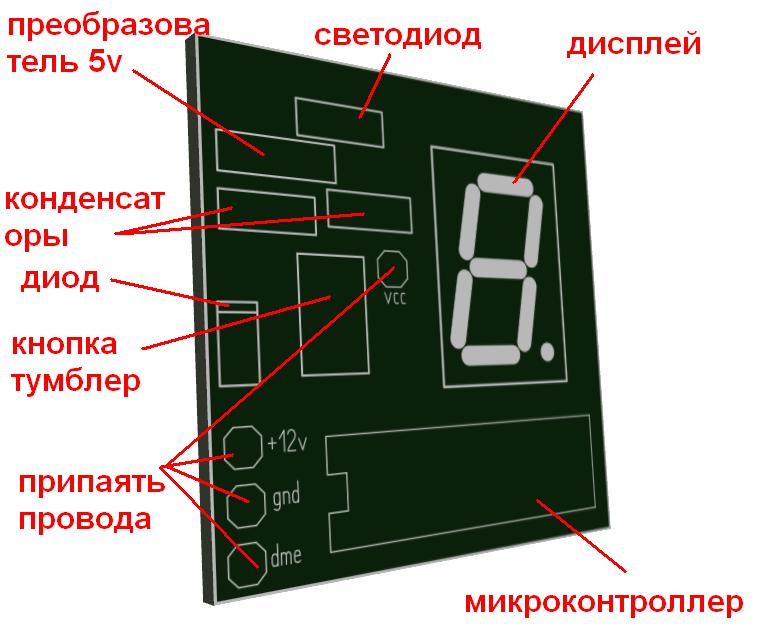 преобразова
тель 5v
светодиод
дисплей
конденсат
оры
диод
vcc
кнопка
тумблер
+12v
припаять
провода
gnd
dme
микроконтроллер